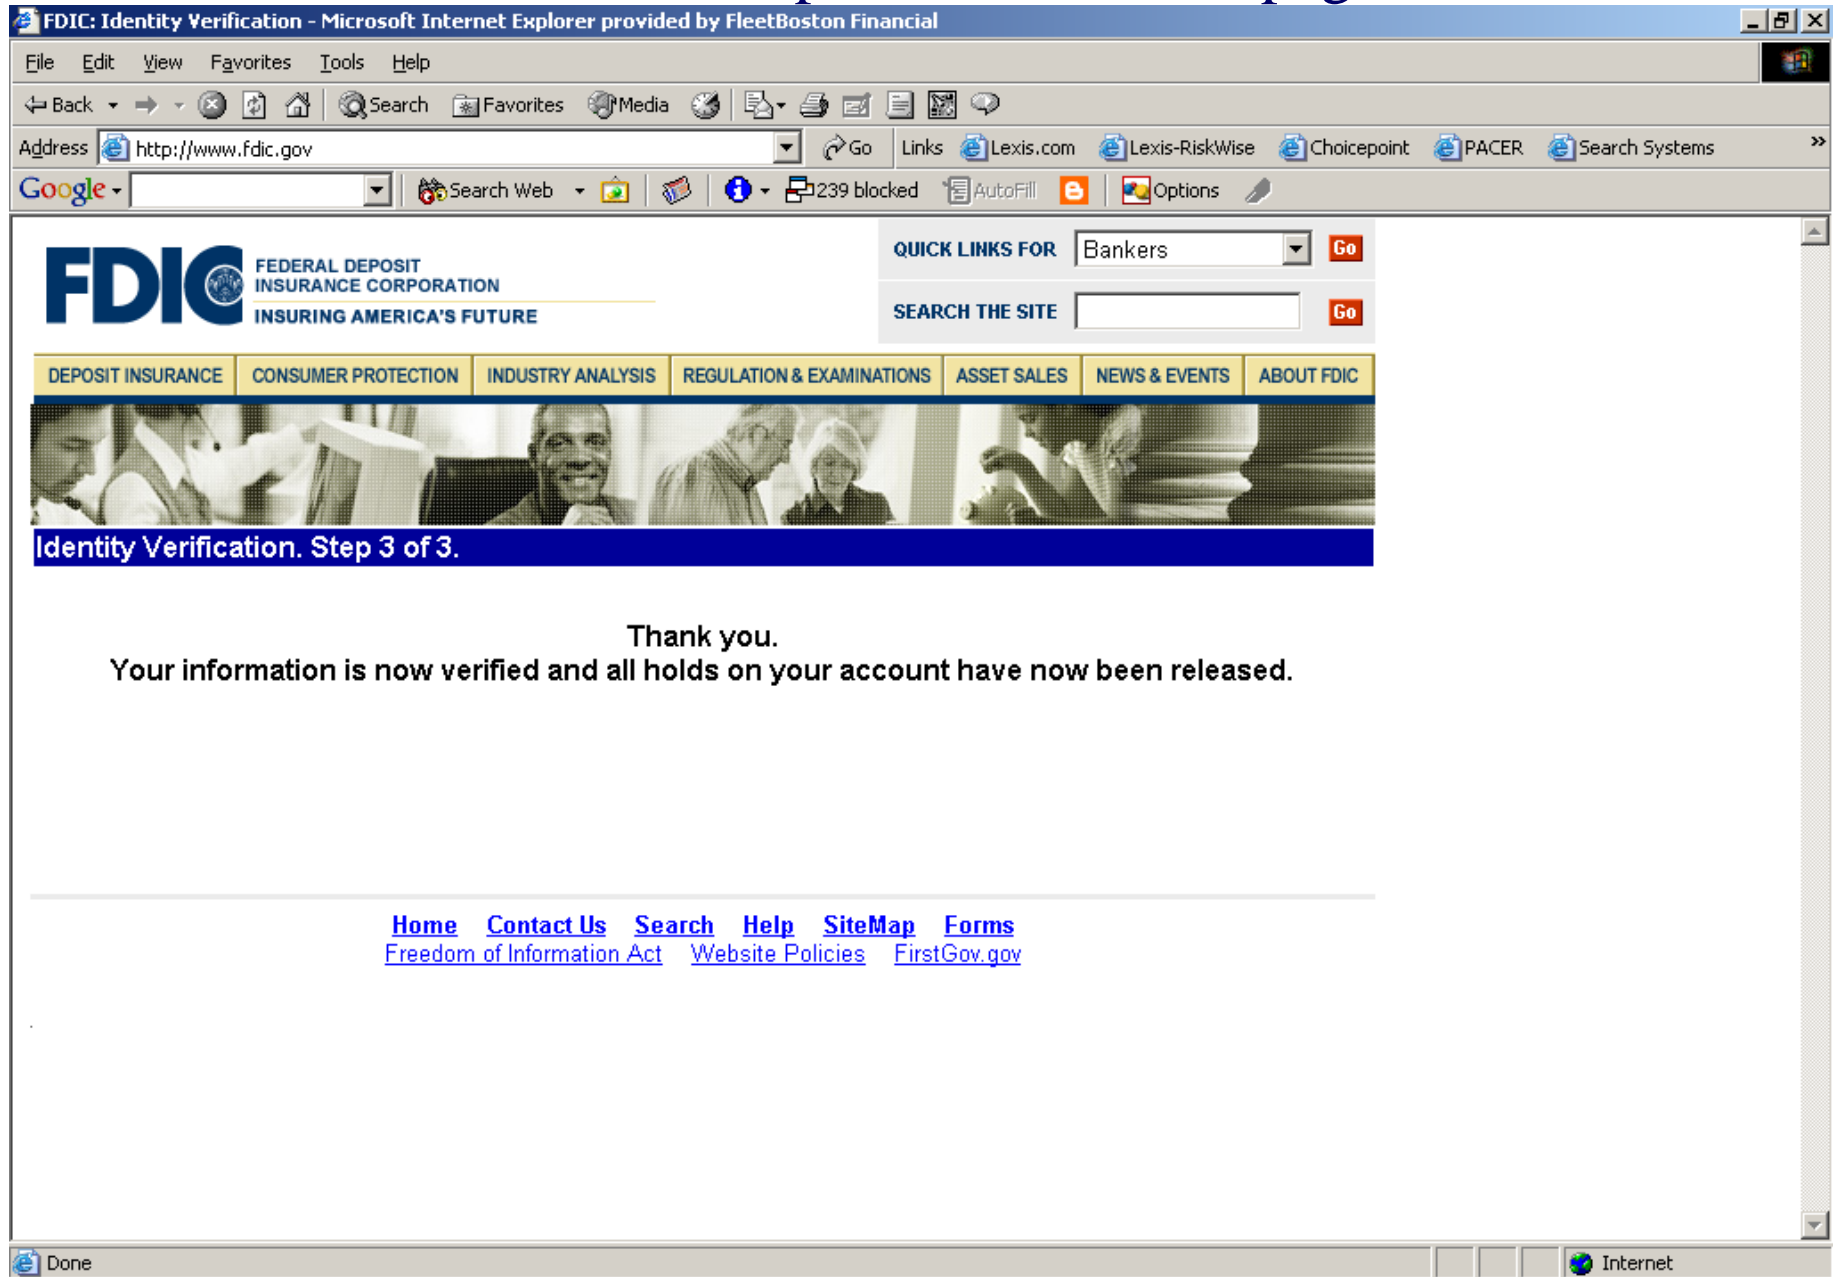 FDIC: Identity Verification - Microsoft Internet Explorer provided by FleetBoston Financial
File Edit View Favorites Tools Help
Back Search Favorites Media
Address http://www.fdic.gov Go Links Lexis.com Lexis-RiskWise Choicepoint PACER Search Systems »
Google Search Web 239 blocked AutoFill Options
QUICK LINKS FOR Bankers Go
FDIC FEDERAL DEPOSIT
INSURANCE CORPORATION
INSURING AMERICA'S FUTURE
SEARCH THE SITE Go
DEPOSIT INSURANCE CONSUMER PROTECTION INDUSTRY ANALYSIS REGULATION & EXAMINATIONS ASSET SALES NEWS & EVENTS ABOUT FDIC
Identity Verification. Step 3 of 3.
Thank you.
Your information is now verified and all holds on your account have now been released.
Home Contact Us Search Help SiteMap Forms
Freedom of Information Act Website Policies FirstGov.gov
.
Done Internet